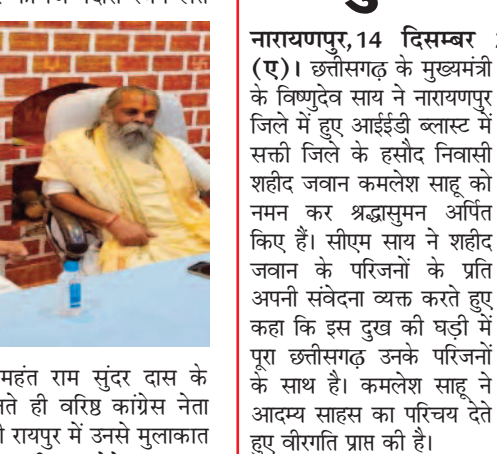 महंत राम सुंदर दास के
ही वरिष्ठ कांग्रेस नेता
रायपुर में उनसे मुलाकात
नारायणपुर,14 दिसम्बर
(ए)। छत्तीसगढ़ के मुख्यमंत्री
के विष्णुदेव साय ने नारायणपुर
जिले में हुए आईईडी ब्लास्ट में
सक्ती जिले के हसौद निवासी
शहीद जवान कमलेश साहू को
नमन कर श्रद्धासुमन अर्पित
किए हैं। सीएम साय ने शहीद
जवान के परिजनों के प्रति
अपनी संवेदना व्यक्त करते हुए
कहा कि इस दुख की घड़ी में
पूरा छत्तीसगढ़ उनके परिजनों
के साथ है। कमलेश साहू ने
आदम्य साहस का परिचय देते
हुए वीरगति प्राप्त की है।